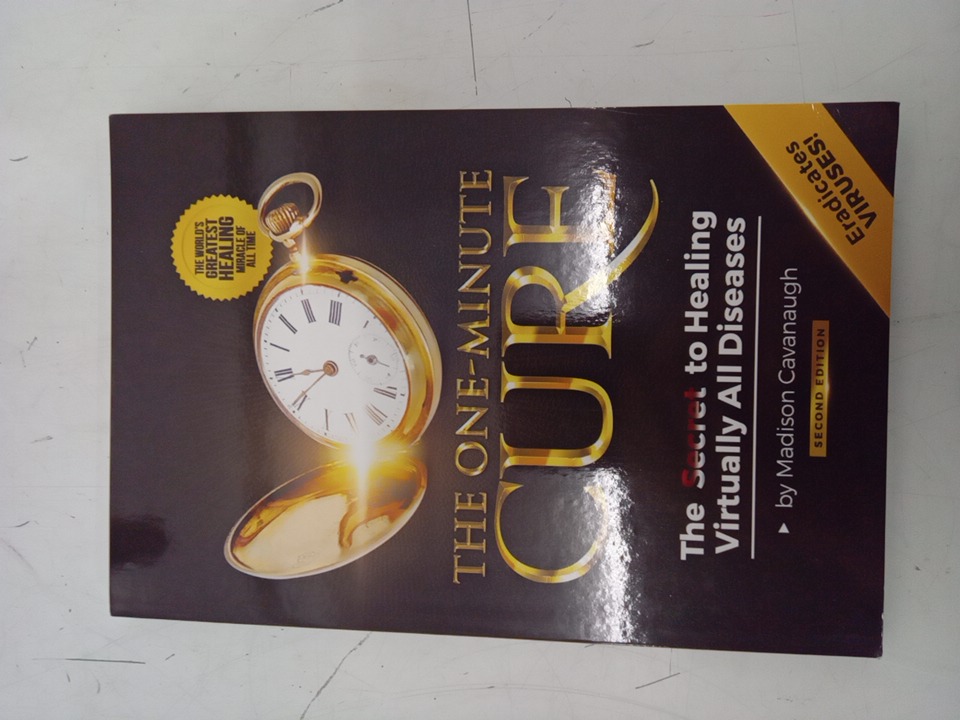 THE WORLD'S
GREATEST
HEALING
MIRACLE OF
ALL TIME
THE ONE-MINUTE
CURE
The Secret to Healing
Virtually All Diseases
by Madison Cavanaugh
SECOND EDITION
Eradicates
VIRUSES!